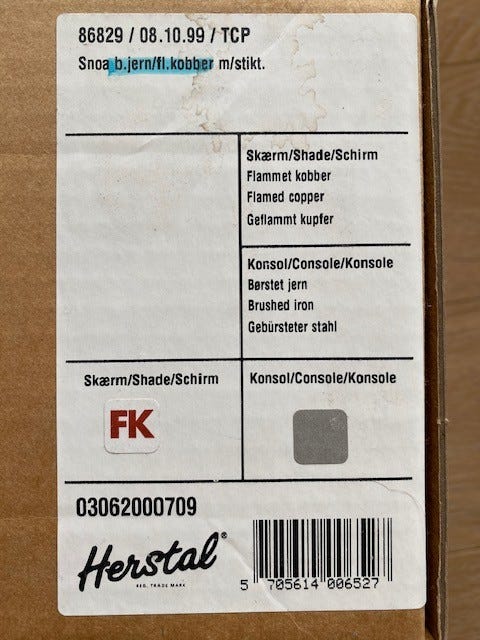 86829 / 08.10.99 / TCP
Snoa b.jern/fl.kobber m/stikt.
Skærm/Shade/Schirm
Flammet kobber
Flamed copper
Geflammt kupfer
Konsol/Console/Konsole
Børstet jern
Brushed iron
Gebürsteter stahl
Skærm/Shade/Schirm
FK
Konsol/Console/Konsole
03062000709
Herstal®
REG. TRADE MARK
5 705614 006527